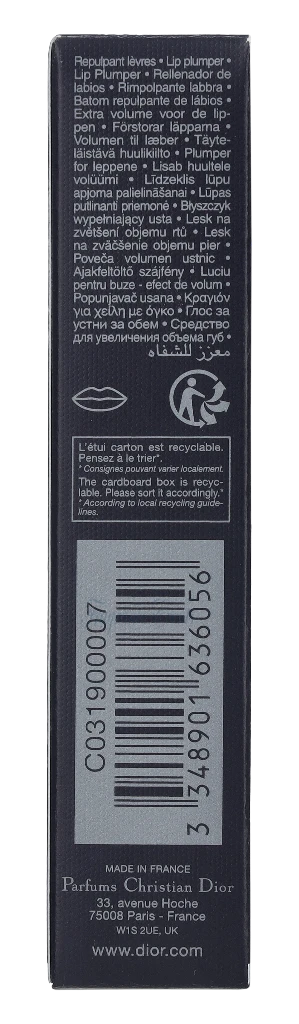 Repulpant lèvres • Lip plumper •
Lip Plumper • Rellenador de
labios • Rimpolpante labbra •
Batom repulpante de lábios •
Extra volume voor de lip-
pen • Förstorar läpparna •
Volumen til læber • Täyte-
läistävä huulikiilto • Plumper
for leppene • Lisab huultele
volüümi • Līdzeklis lūpu
apjoma palielināšanai • Lūpas
putlinanti priemonė • Błyszczyk
wypełniający usta • Lesk na
zvětšení objemu rtů • Lesk
na zväčšenie objemu pier •
Poveča volumen ustnic •
Ajakfeltöltő szájfény • Luciu
pentru buze - efect de volum •
Popunjavač usana • Κραγιόν
για χείλη με όγκο • Глос за
устни за обем • Средство
для увеличения объема губ •
معزز للشفاه
L'étui carton est recyclable.
Pensez à le trier*.
* Consignes pouvant varier localement.
The cardboard box is recyc-
lable. Please sort it accordingly.*
* According to local recycling guide-
lines.
C031900007
3 348901 636056
MADE IN FRANCE
Parfums Christian Dior
33, avenue Hoche
75008 Paris - France
W1S 2UE, UK
www.dior.com